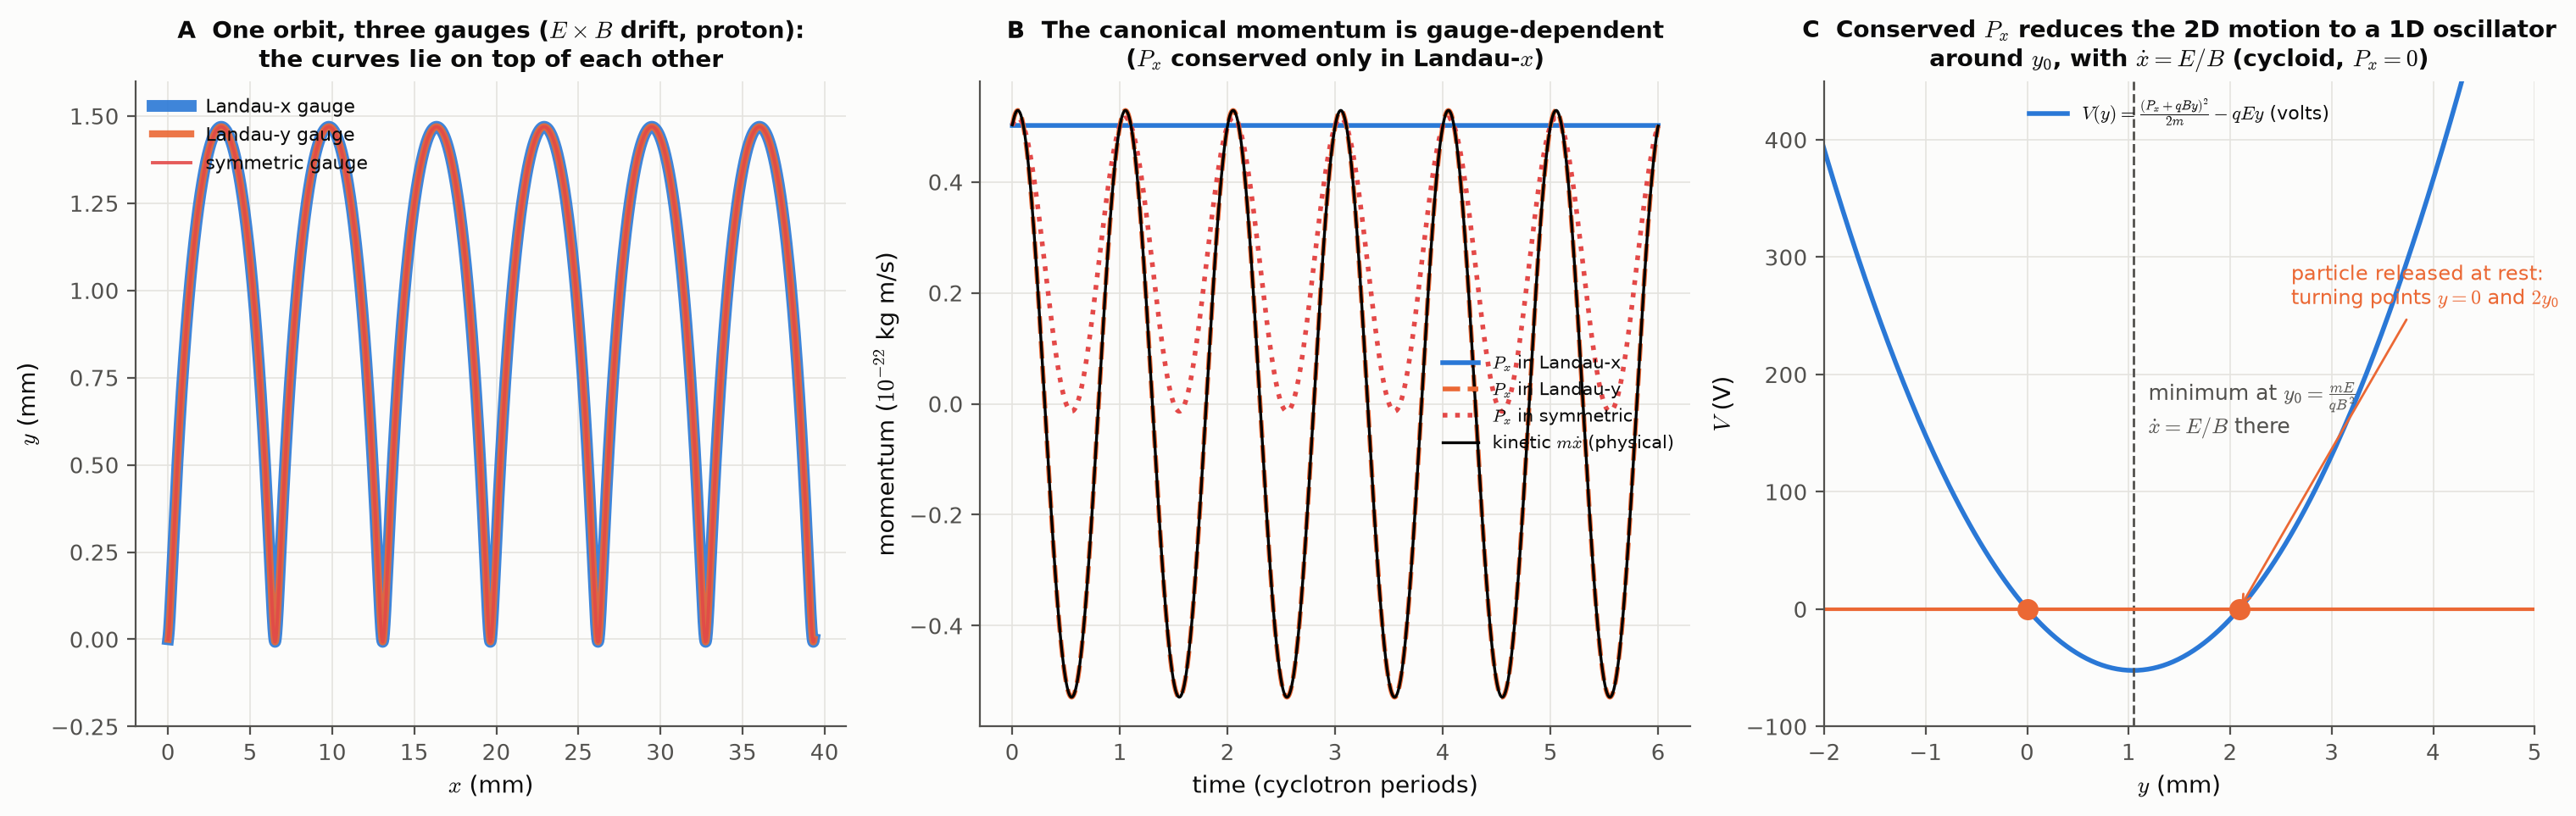 A One orbit, three gauges (E × B drift, proton):
the curves lie on top of each other
Landau-x gauge
Landau-y gauge
symmetric gauge
y (mm)
1.50
1.25
1.00
0.75
0.50
0.25
0.00
−0.25
0 5 10 15 20 25 30 35 40
x (mm)
B The canonical momentum is gauge-dependent
(Pₓ conserved only in Landau-x)
momentum (10⁻²² kg m/s)
0.4
0.2
0.0
−0.2
−0.4
Pₓ in Landau-x
Pₓ in Landau-y
Pₓ in symmetric
kinetic mẋ (physical)
0 1 2 3 4 5 6
time (cyclotron periods)
C Conserved Pₓ reduces the 2D motion to a 1D oscillator
around y₀, with ẋ = E/B (cycloid, Pₓ = 0)
V(y) = (Pₓ + qBy)²/2m − qEy (volts)
V (V)
400
300
200
100
0
−100
particle released at rest:
turning points y = 0 and 2y₀
minimum at y₀ = mE/qB²
ẋ = E/B there
−2 −1 0 1 2 3 4 5
y (mm)